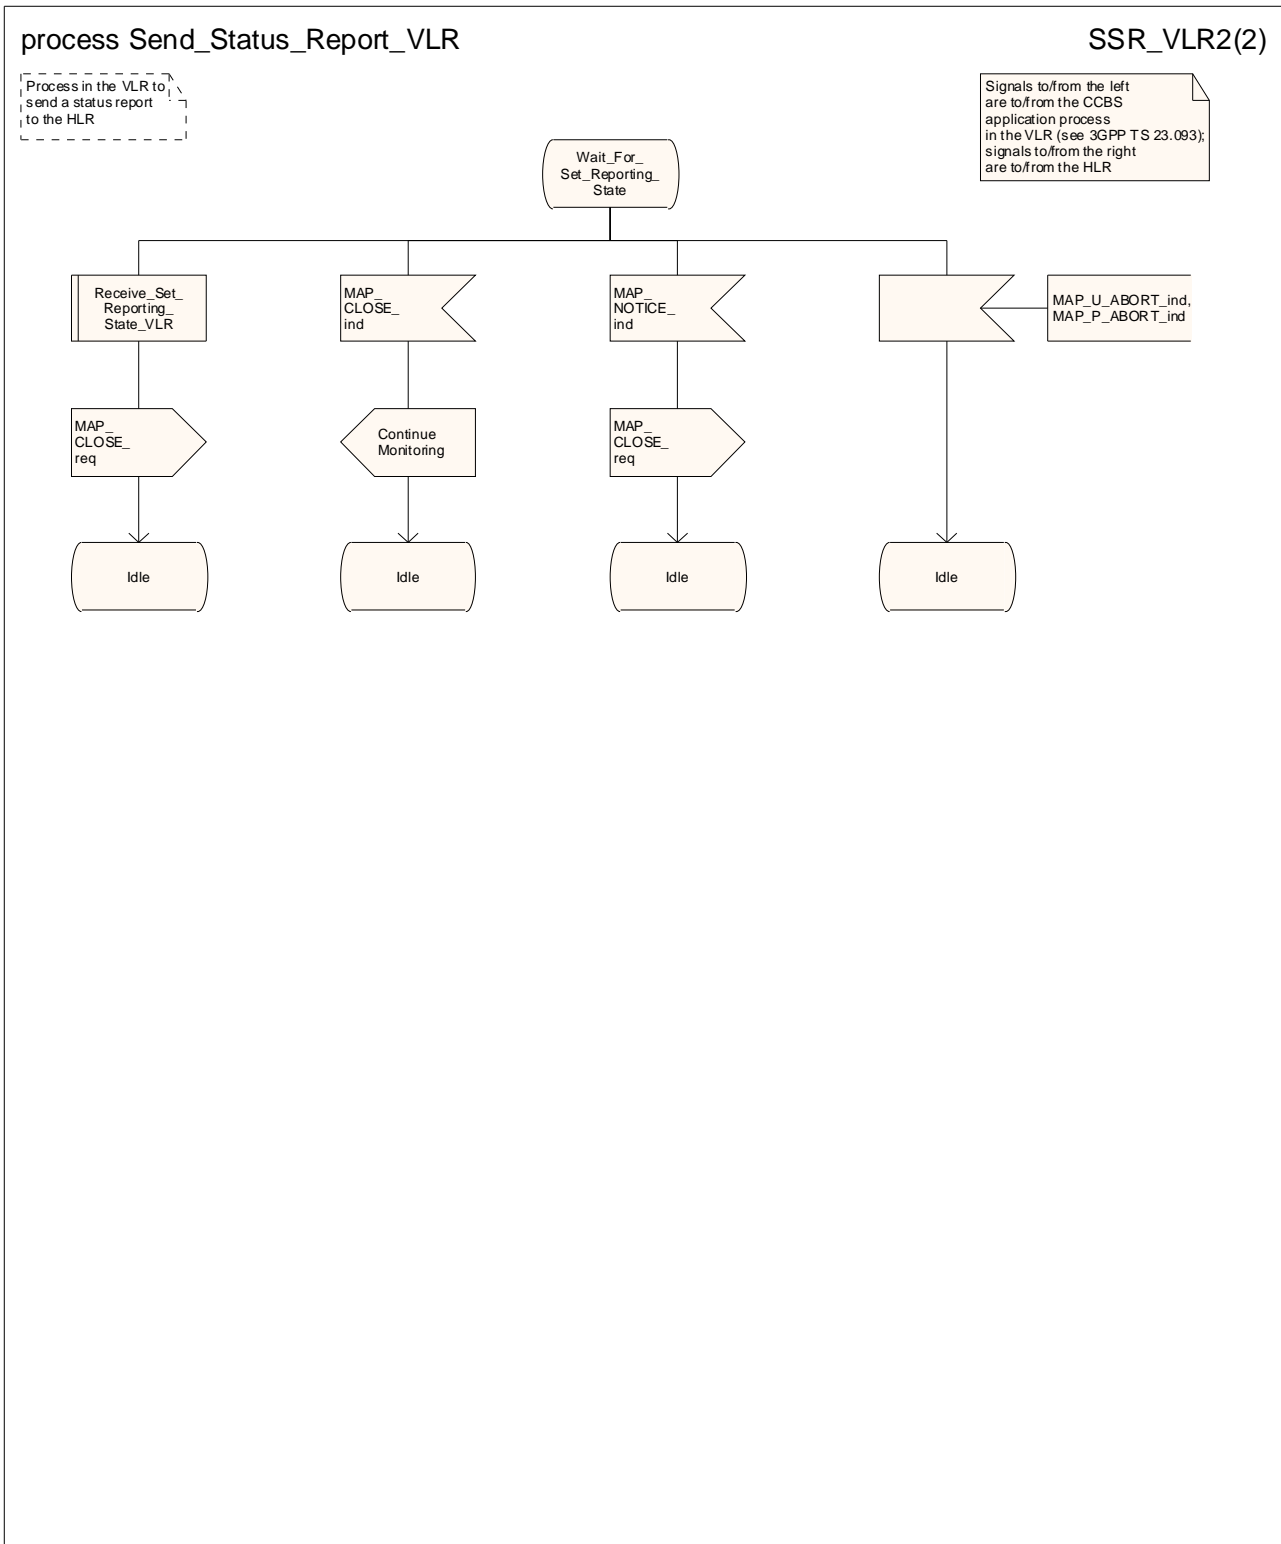 process Send_Status_Report_VLR
SSR_VLR2(2)
Process in the VLR to
send a status report
to the HLR
Signals to/from the left
are to/from the CCBS
application process
in the VLR (see 3GPP TS 23.093);
signals to/from the right
are to/from the HLR
Wait_For_
Set_Reporting_
State
Receive_Set_
Reporting_
State_VLR
MAP_
CLOSE_
ind
MAP_
NOTICE_
ind
MAP_U_ABORT_ind,
MAP_P_ABORT_ind
MAP_
CLOSE_
req
Continue
Monitoring
MAP_
CLOSE_
req
Idle
Idle
Idle
Idle